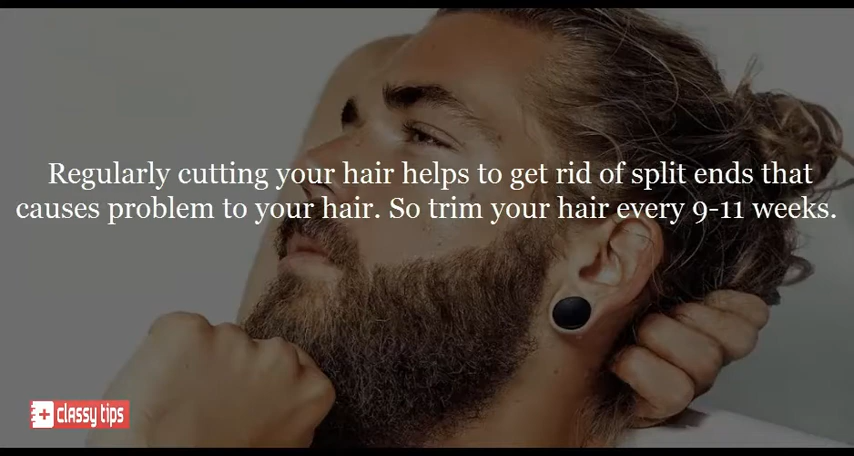 Regularly cutting your hair helps to get rid of split ends that
causes problem to your hair. So trim your hair every 9-11 weeks.
classy tips